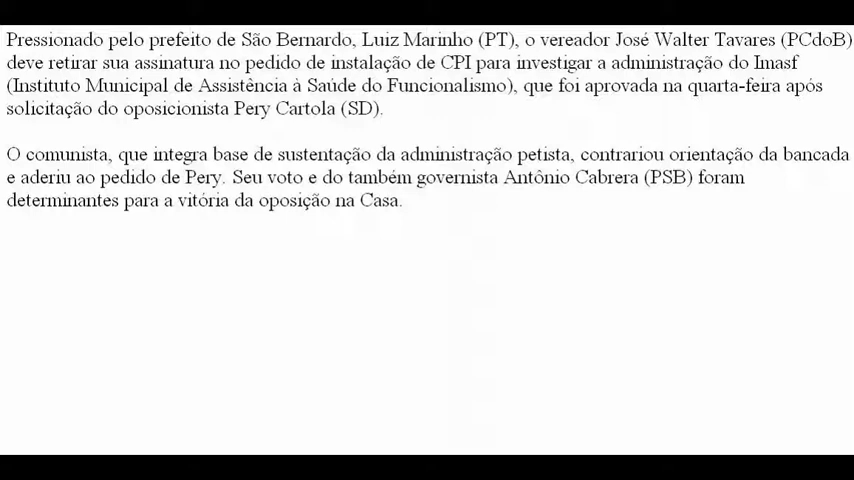 Pressionado pelo prefeito de São Bernardo, Luiz Marinho (PT), o vereador José Walter Tavares (PCdoB)
deve retirar sua assinatura no pedido de instalação de CPI para investigar a administração do Imasf
(Instituto Municipal de Assistência à Saúde do Funcionalismo), que foi aprovada na quarta-feira após
solicitação do oposicionista Pery Cartola (SD).
O comunista, que integra base de sustentação da administração petista, contrariou orientação da bancada
e aderiu ao pedido de Pery. Seu voto e do também governista Antônio Cabrera (PSB) foram
determinantes para a vitória da oposição na Casa.